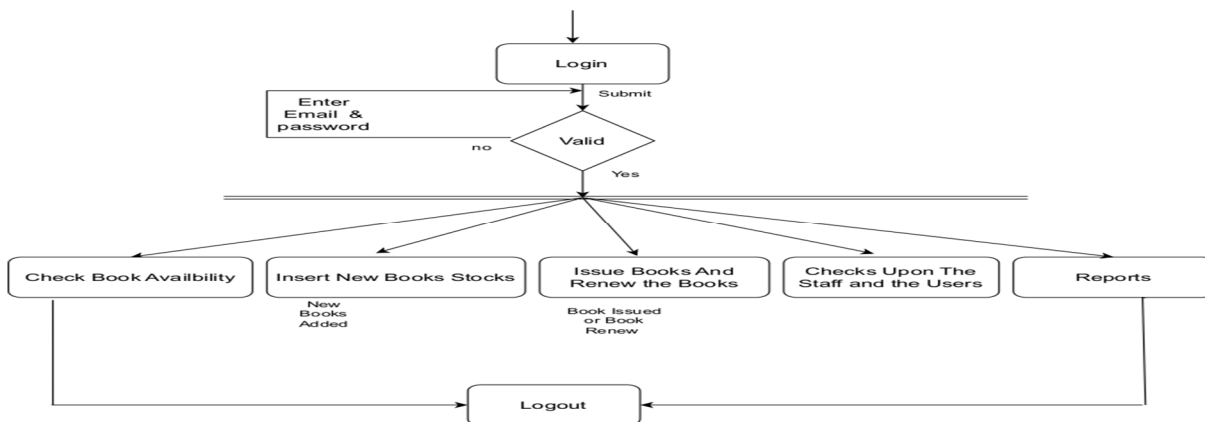 Login
Submit
Enter
Email &
password
Valid
no
Yes
Check Book Availbility
Insert New Books Stocks
Issue Books And
Renew the Books
Checks Upon The
Staff and the Users
Reports
New
Books
Added
Book Issued
or Book
Renew
Logout